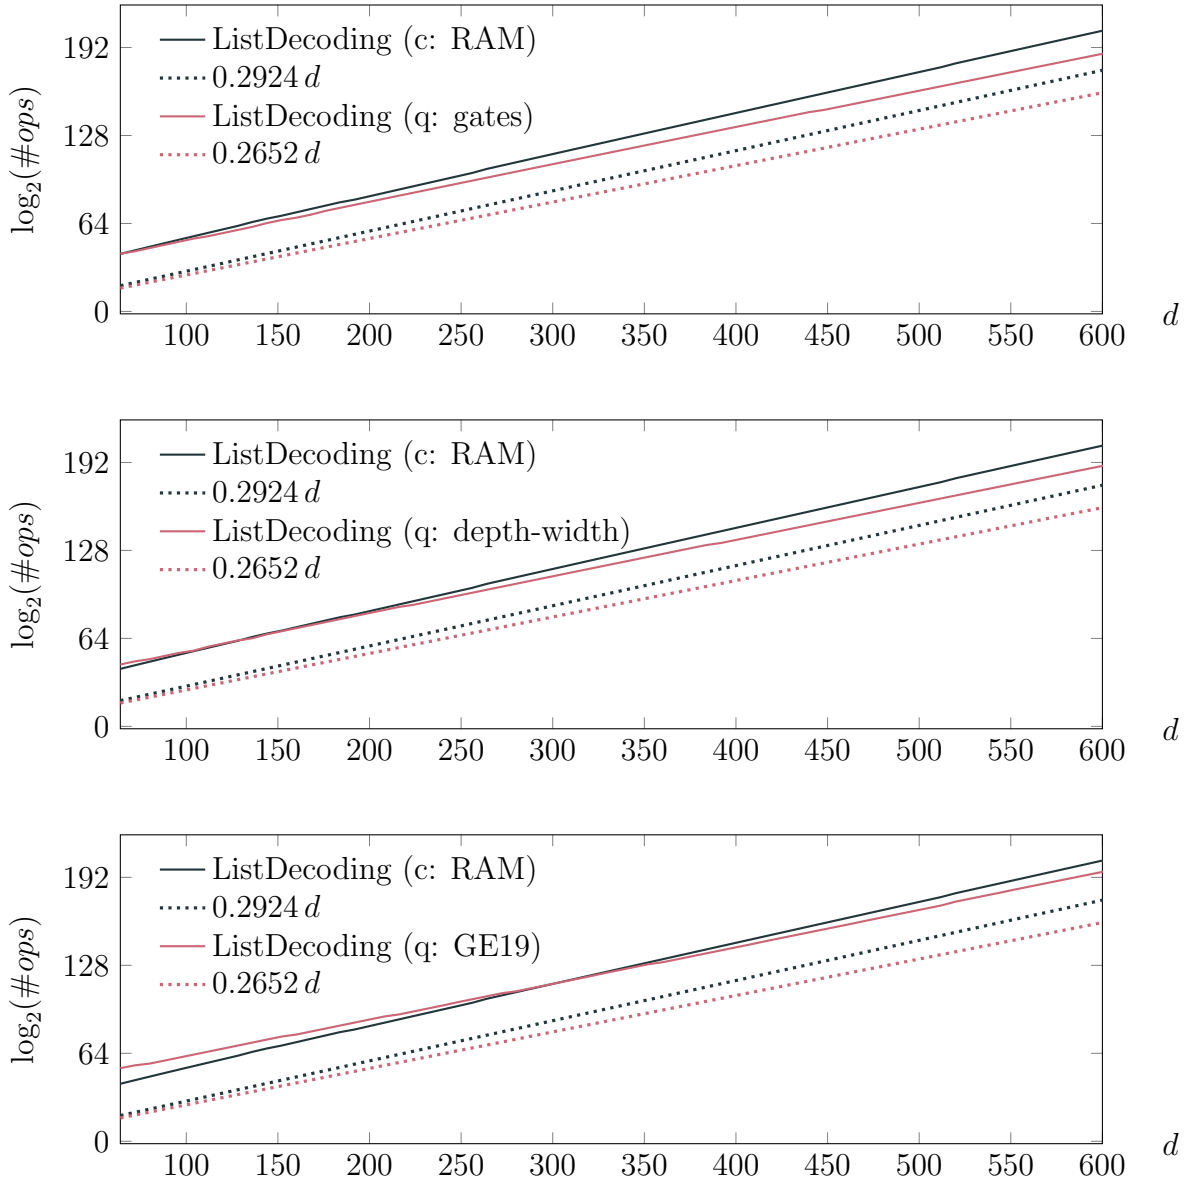 ListDecoding (c: RAM)
0.2924 d
ListDecoding (q: gates)
0.2652 d
log₂(#ops)
192
128
64
0
100 150 200 250 300 350 400 450 500 550 600
d
ListDecoding (c: RAM)
0.2924 d
ListDecoding (q: depth-width)
0.2652 d
log₂(#ops)
192
128
64
0
100 150 200 250 300 350 400 450 500 550 600
d
ListDecoding (c: RAM)
0.2924 d
ListDecoding (q: GE19)
0.2652 d
log₂(#ops)
192
128
64
0
100 150 200 250 300 350 400 450 500 550 600
d